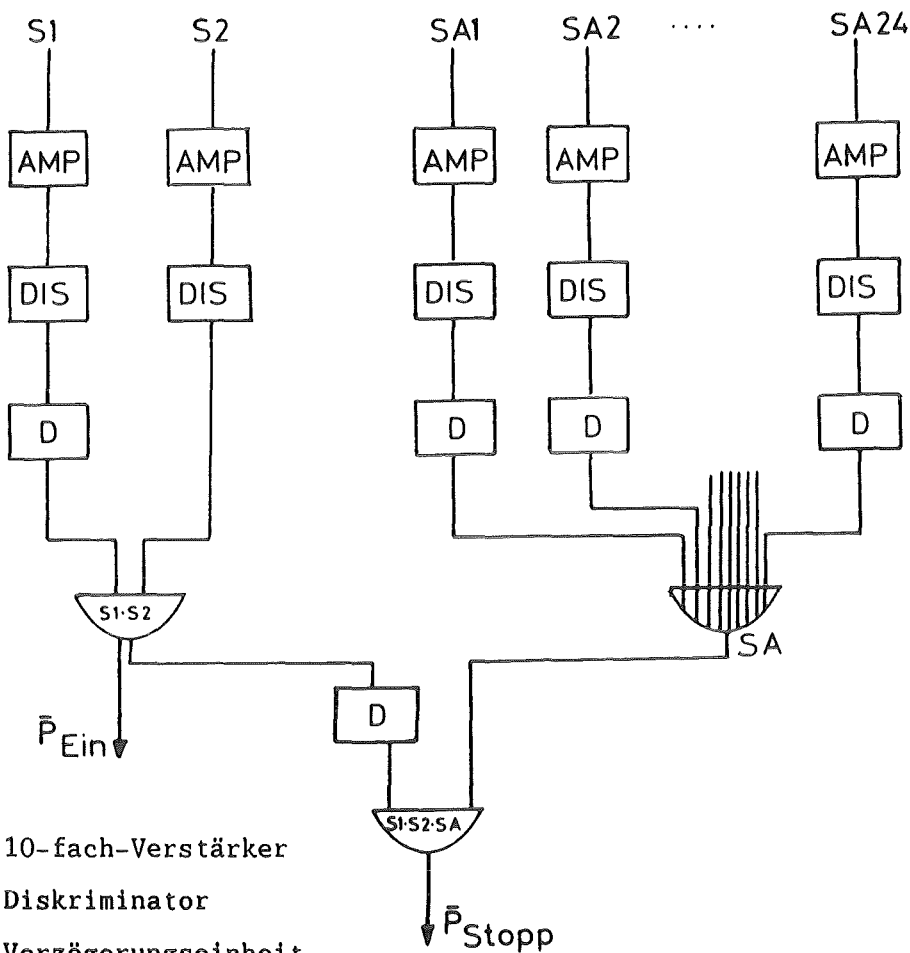 S1 S2 SA1 SA2 .... SA24
AMP AMP AMP AMP AMP
DIS DIS DIS DIS DIS
D D D D
S1·S2
SA
D
P̄Ein
S1·S2·SA
10-fach-Verstärker
Diskriminator
P̄Stopp
Verzögerungseinheit